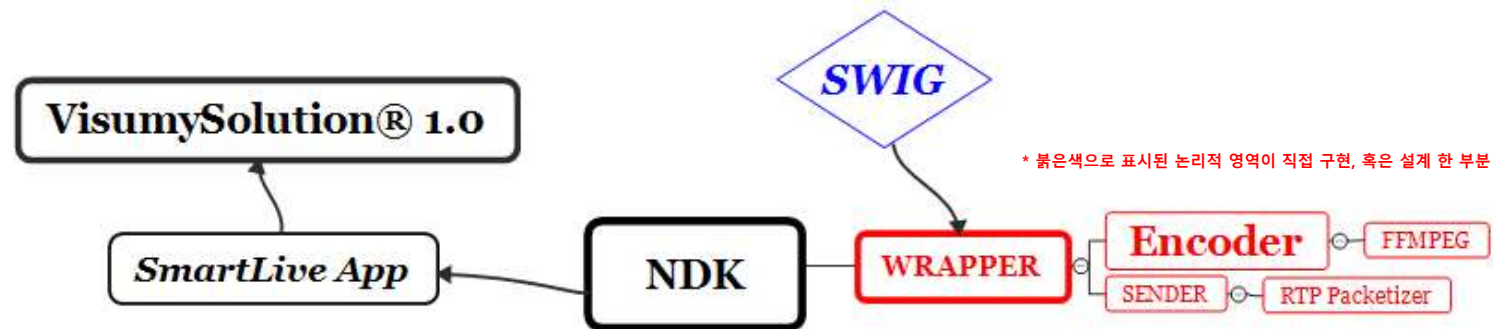 SWIG
VisumySolution® 1.0
* 붉은색으로 표시된 논리적 영역이 직접 구현, 혹은 설계 한 부분
SmartLive App
NDK
WRAPPER
Encoder
FFMPEG
SENDER
RTP Packetizer